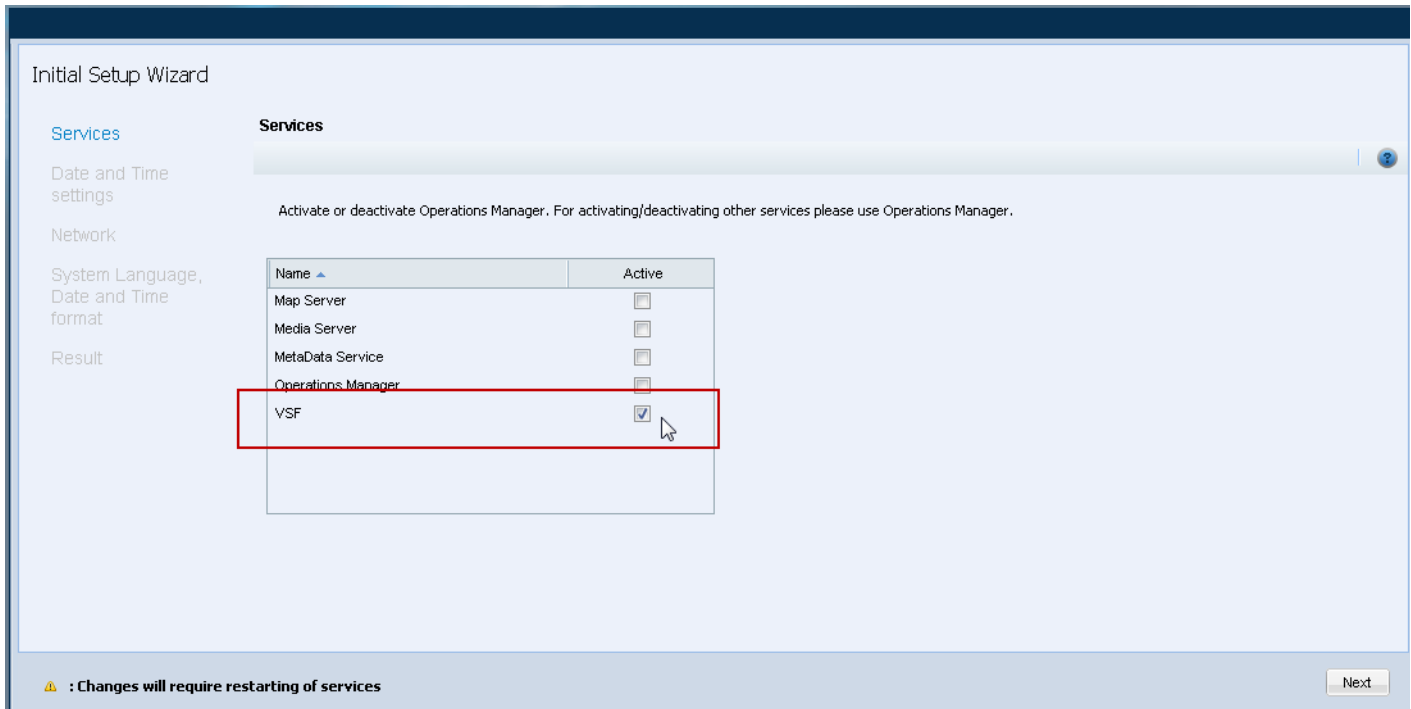 Initial Setup Wizard
Services
Date and Time
settings
Network
System Language,
Date and Time
format
Result
Services
?
Activate or deactivate Operations Manager. For activating/deactivating other services please use Operations Manager.
Name Active
Map Server
Media Server
MetaData Service
Operations Manager
VSF
: Changes will require restarting of services
Next